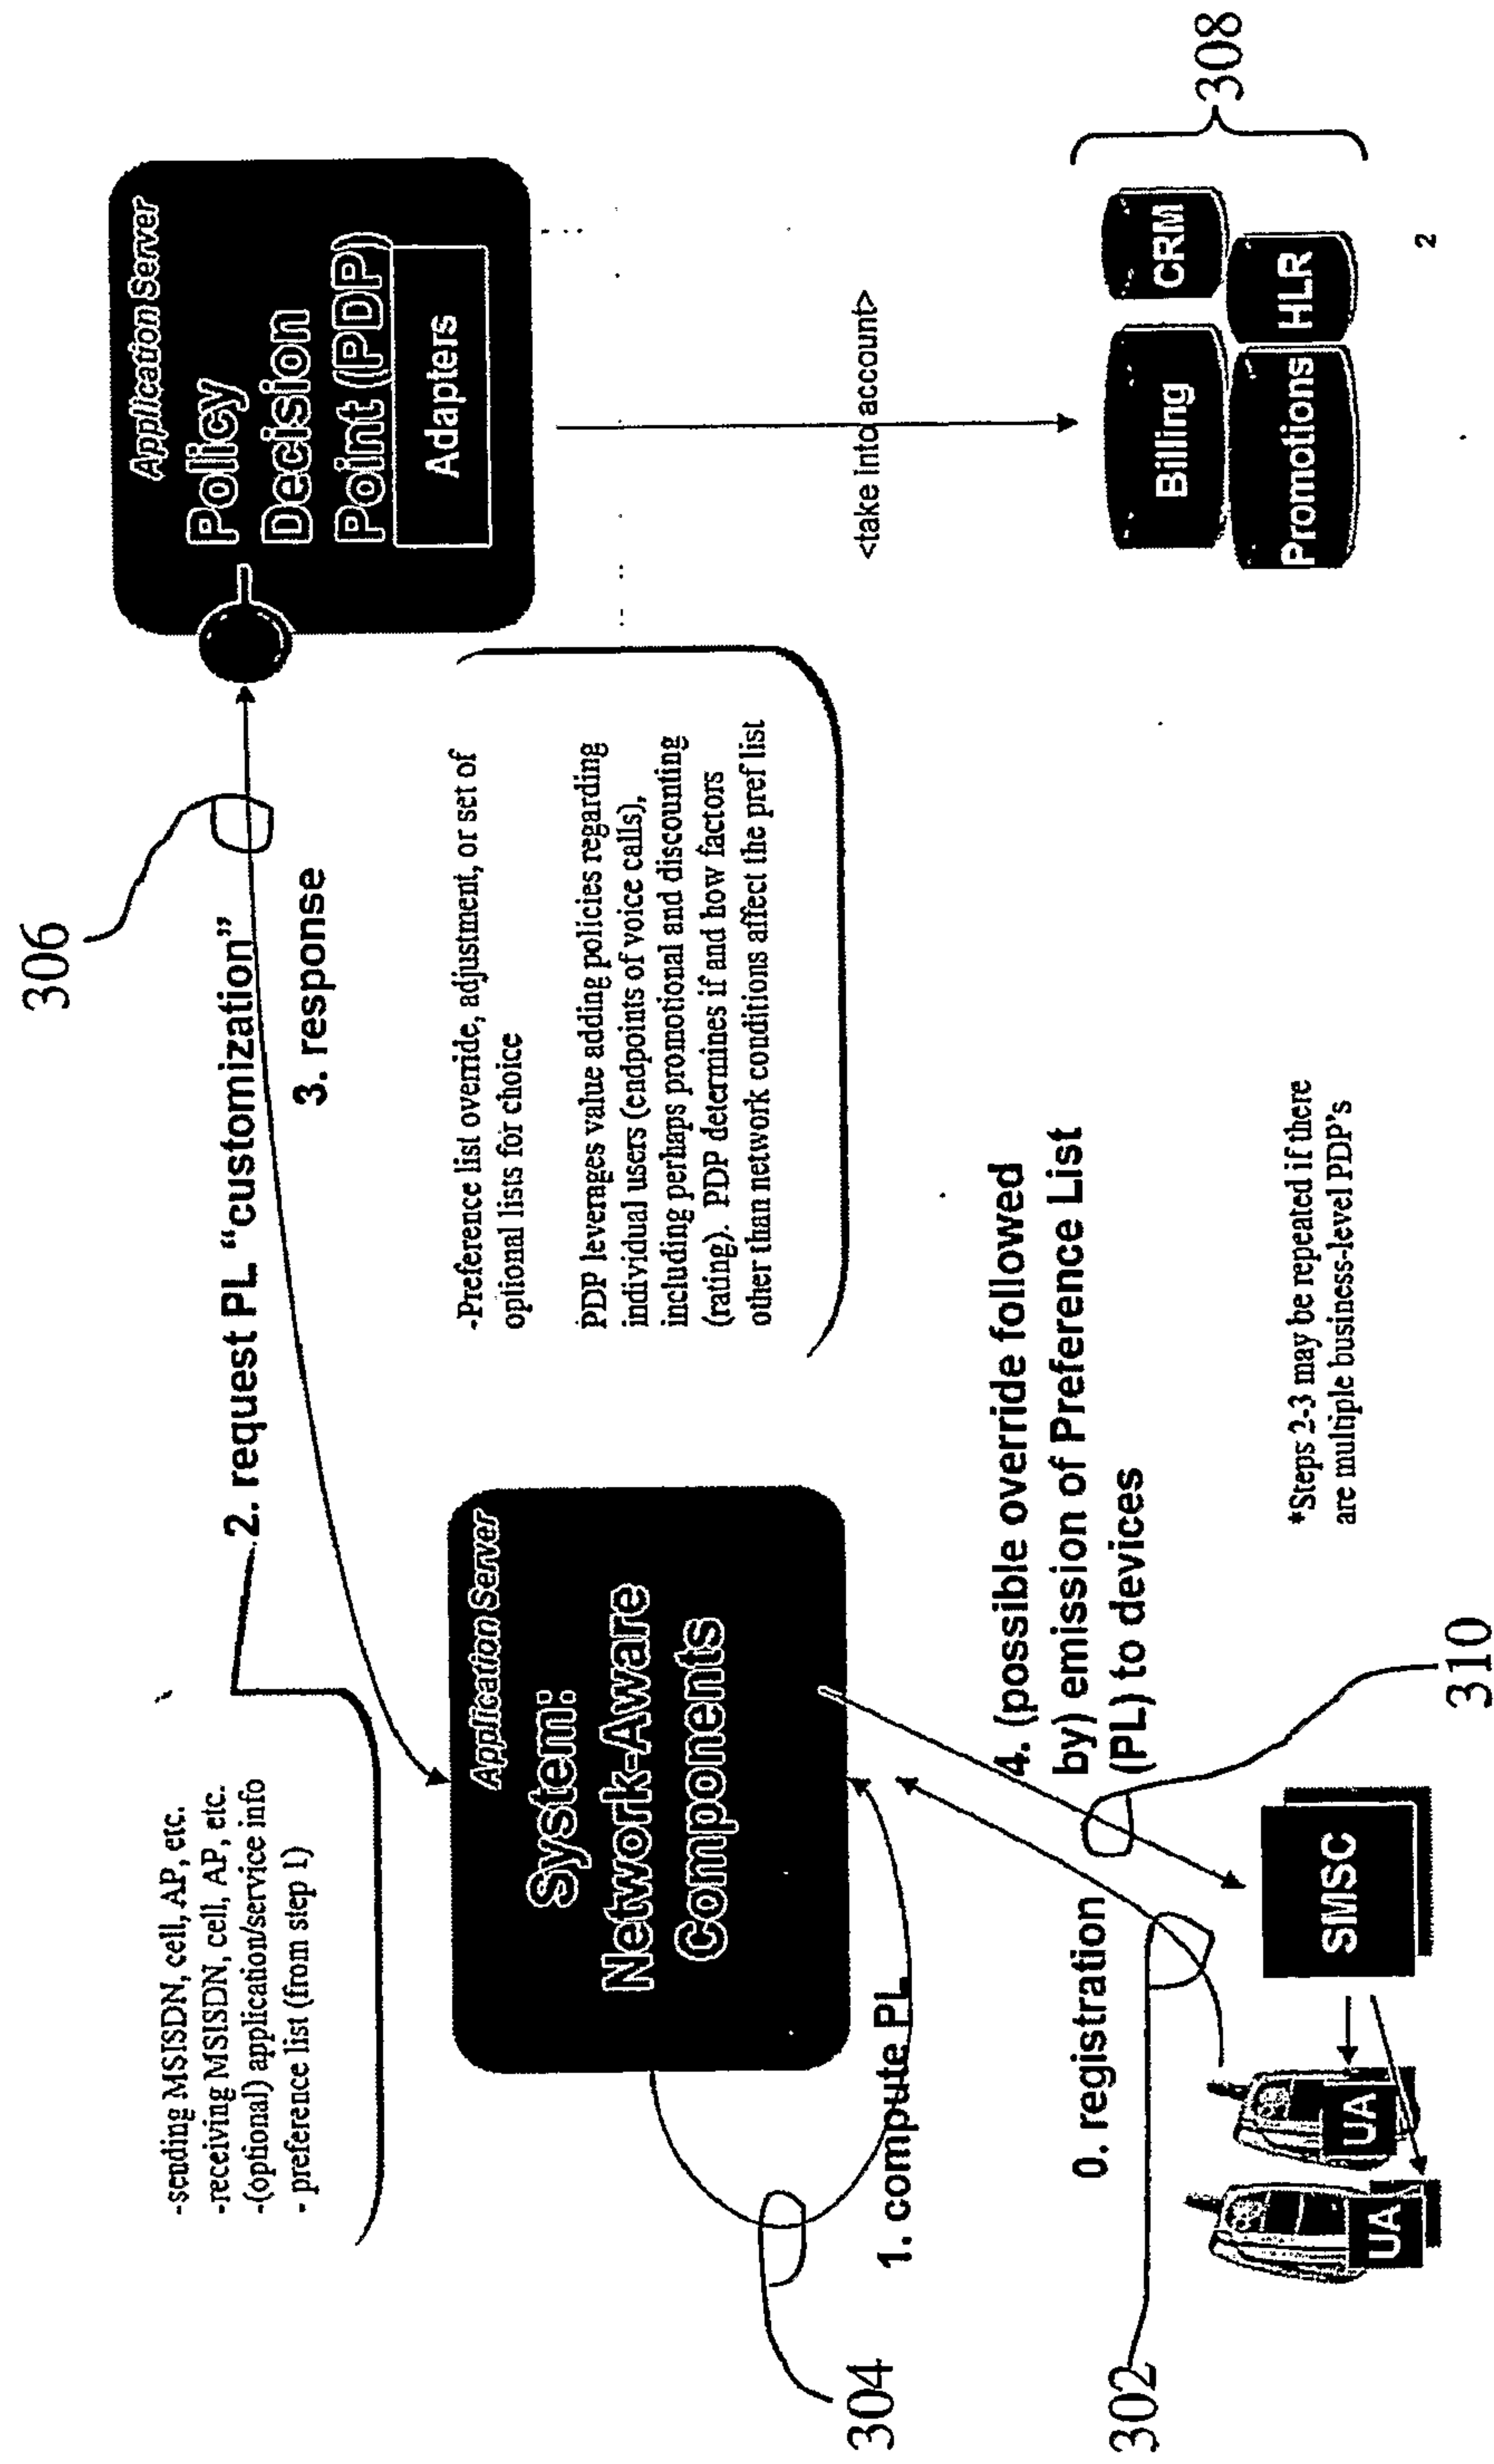 306
2. request PL “customization”
3. response
-sending MSISDN, cell, AP, etc.
-receiving MSISDN, cell, AP, etc.
-(optional) application/service info
- preference list (from step 1)
Application Server
Policy
Decision
Point (PDP)
Adapters
-Preference list override, adjustment, or set of
optional lists for choice
PDP leverages value adding policies regarding
individual users (endpoints of voice calls),
including perhaps promotional and discounting
(rating). PDP determines if and how factors
other than network conditions affect the pref list
Application Server
System:
Network-Aware
Components
<take into account>
304
1. compute PL
4. (possible override followed
by) emission of Preference List
(PL) to devices
302
0. registration
Billing
CRM
Promotions
HLR
308
UA
UA
SMSC
*Steps 2-3 may be repeated if there
are multiple business-level PDP's
310
2